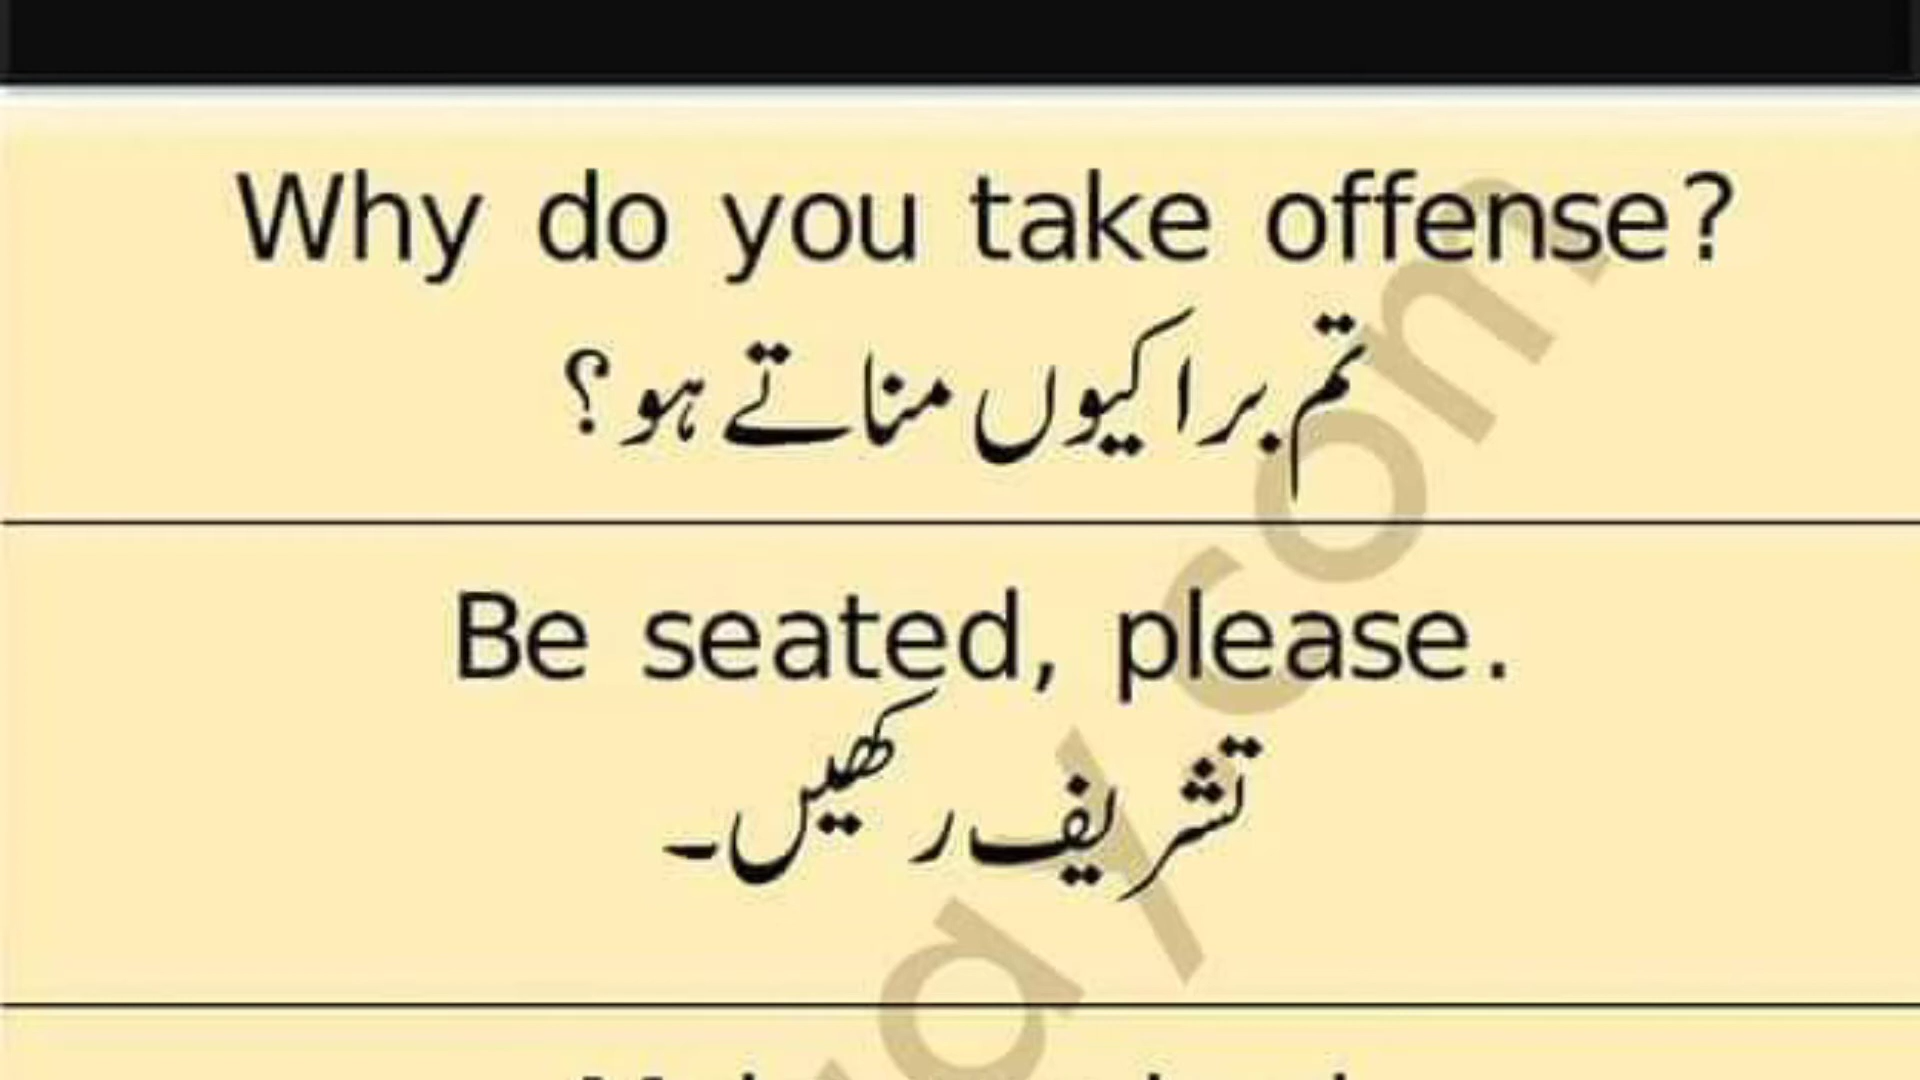 Why do you take offense?
تم برا کیوں مناتے ہو؟
Be seated, please.
تشریف رکھیں۔